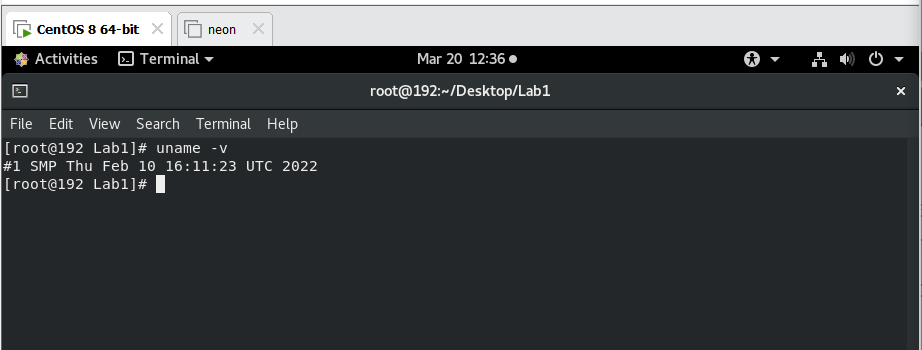 CentOS 8 64-bit neon
Activities Terminal Mar 20 12:36
root@192:~/Desktop/Lab1
File Edit View Search Terminal Help
[root@192 Lab1]# uname -v
#1 SMP Thu Feb 10 16:11:23 UTC 2022
[root@192 Lab1]#